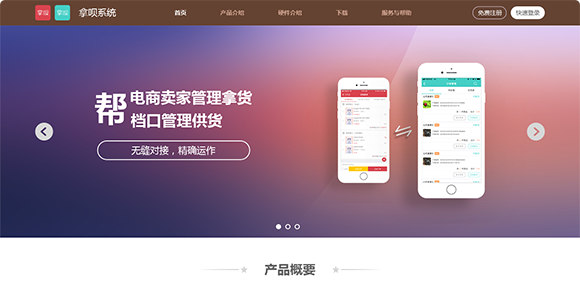 拿呗 拿呗 拿呗系统 首页 产品介绍 硬件介绍 下载 服务与帮助 免费注册 快速登录
帮 电商卖家管理拿货
档口管理供货
无缝对接，精确运作
产品概要